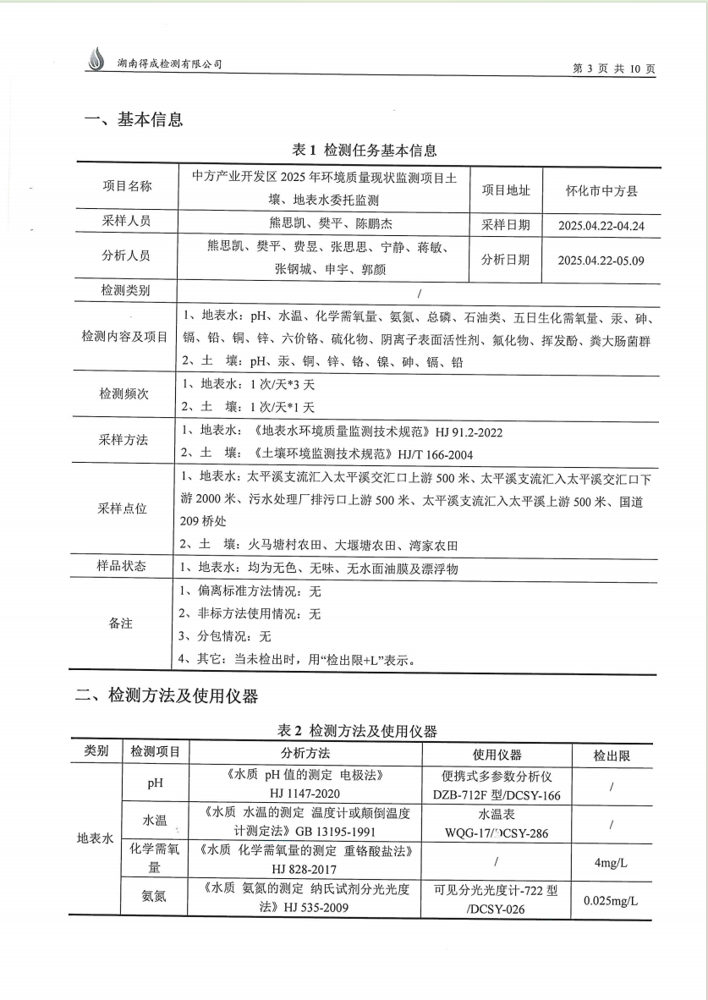 湖南得成检测有限公司
第 3 页 共 10 页
一、基本信息
表 1 检测任务基本信息
项目名称
中方产业开发区 2025 年环境质量现状监测项目土
壤、地表水委托监测
项目地址
怀化市中方县
采样人员
熊思凯、樊平、陈鹏杰
采样日期
2025.04.22-04.24
分析人员
熊思凯、樊平、费昱、张思思、宁静、蒋敏、
张钢城、申宇、郭颜
分析日期
2025.04.22-05.09
检测类别
/
检测内容及项目
1、地表水：pH、水温、化学需氧量、氨氮、总磷、石油类、五日生化需氧量、汞、砷、
镉、铅、铜、锌、六价铬、硫化物、阴离子表面活性剂、氟化物、挥发酚、粪大肠菌群
2、土 壤：pH、汞、铜、锌、铬、镍、砷、镉、铅
检测频次
1、地表水：1 次/天*3 天
2、土 壤：1 次/天*1 天
采样方法
1、地表水：《地表水环境质量监测技术规范》HJ 91.2-2022
2、土 壤：《土壤环境监测技术规范》HJ/T 166-2004
采样点位
1、地表水：太平溪支流汇入太平溪交汇口上游 500 米、太平溪支流汇入太平溪交汇口下
游 2000 米、污水处理厂排污口上游 500 米、太平溪支流汇入太平溪上游 500 米、国道
209 桥处
2、土 壤：火马塘村农田、大堰塘农田、湾家农田
样品状态
1、地表水：均为无色、无味、无水面油膜及漂浮物
备注
1、偏离标准方法情况：无
2、非标方法使用情况：无
3、分包情况：无
4、其它：当未检出时，用“检出限+L”表示。
二、检测方法及使用仪器
表 2 检测方法及使用仪器
类别
检测项目
分析方法
使用仪器
检出限
地表水
pH
《水质 pH 值的测定 电极法》
HJ 1147-2020
便携式多参数分析仪
DZB-712F 型/DCSY-166
/
水温
《水质 水温的测定 温度计或颠倒温度
计测定法》GB 13195-1991
水温表
WQG-17/DCSY-286
/
化学需氧
量
《水质 化学需氧量的测定 重铬酸盐法》
HJ 828-2017
/
4mg/L
氨氮
《水质 氨氮的测定 纳氏试剂分光光度
法》HJ 535-2009
可见分光光度计-722 型
/DCSY-026
0.025mg/L